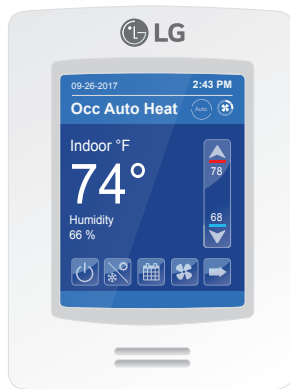 LG
09-26-2017 2:43 PM
Occ Auto Heat Auto
Indoor °F
74°
78
Humidity
68
66 %